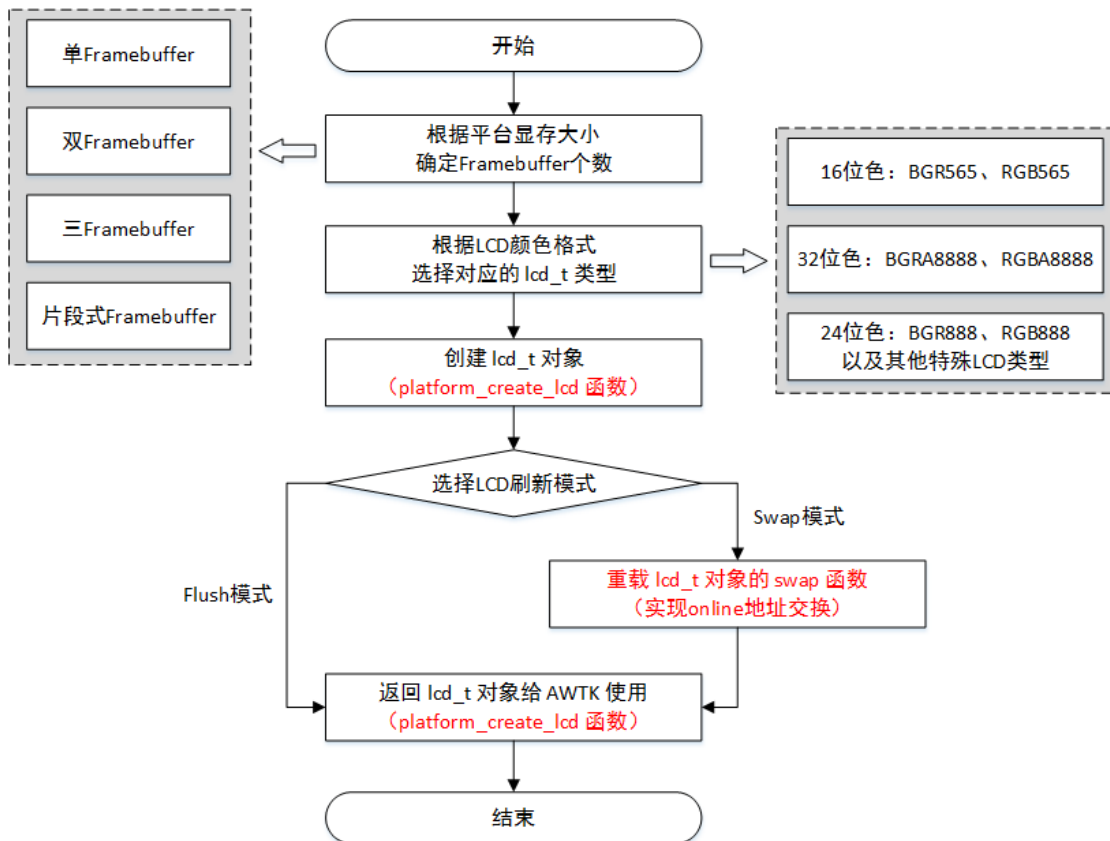 开始
单Framebuffer
双Framebuffer
三Framebuffer
片段式Framebuffer
根据平台显存大小
确定Framebuffer个数
根据LCD颜色格式
选择对应的 lcd_t 类型
16位色：BGR565、RGB565
32位色：BGRA8888、RGBA8888
24位色：BGR888、RGB888
以及其他特殊LCD类型
创建 lcd_t 对象
（platform_create_lcd 函数）
选择LCD刷新模式
Swap模式
Flush模式
重载 lcd_t 对象的 swap 函数
（实现online地址交换）
返回 lcd_t 对象给 AWTK 使用
（platform_create_lcd 函数）
结束